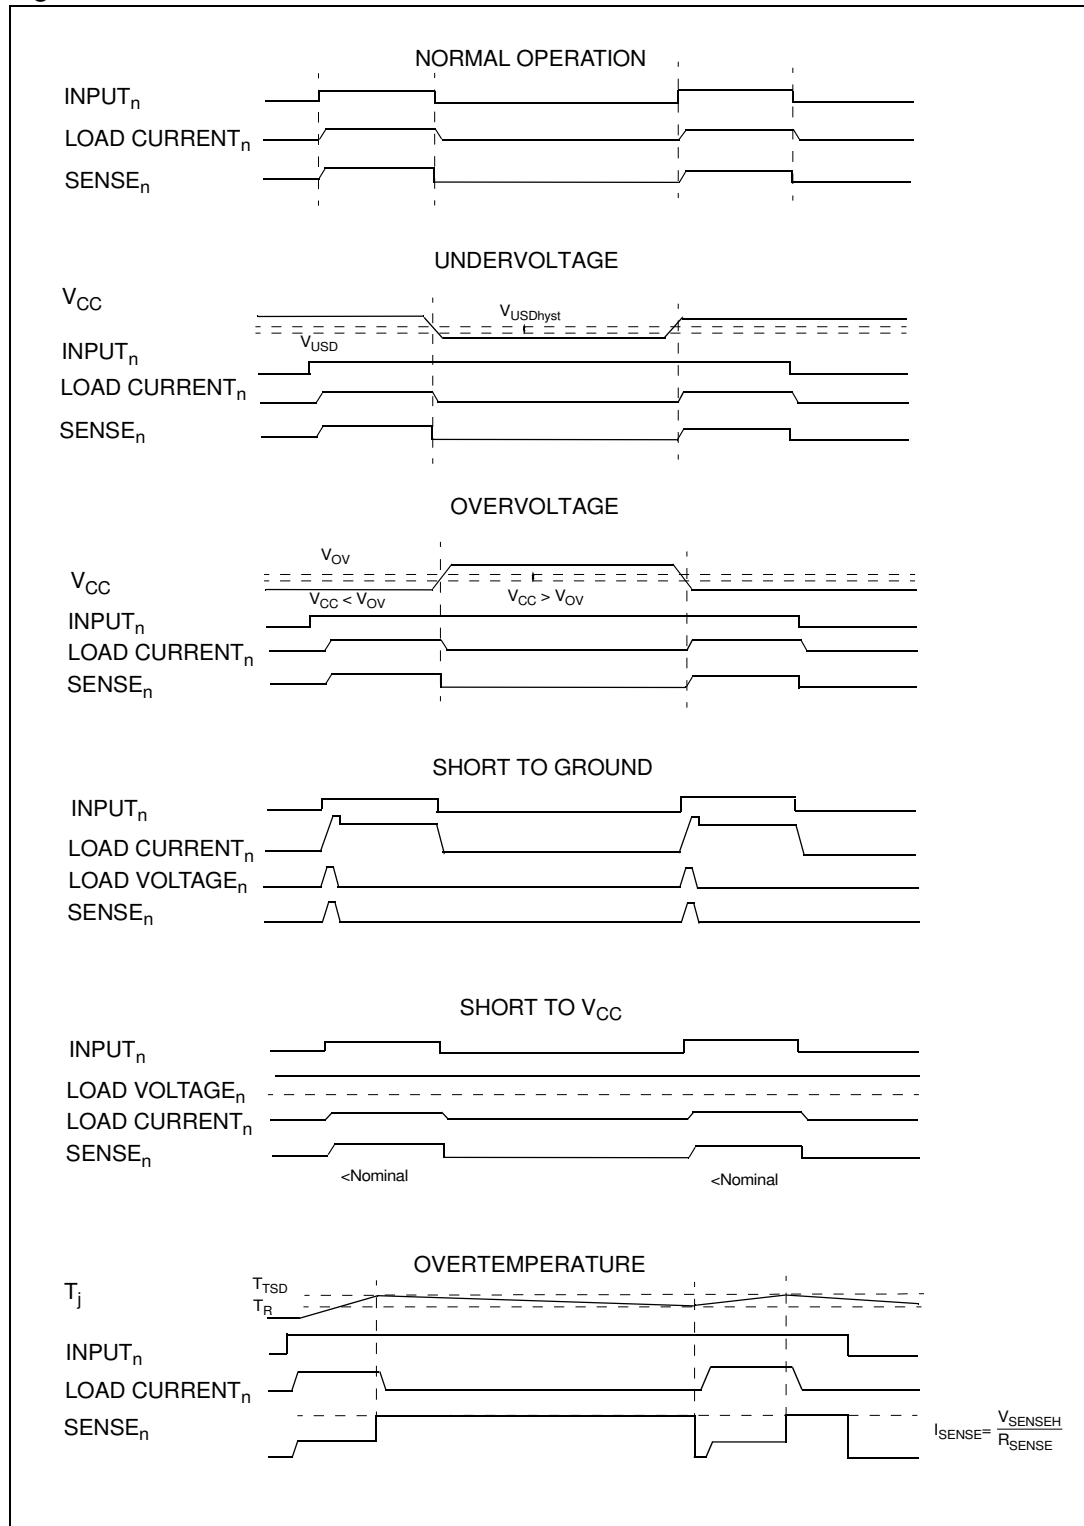 NORMAL OPERATION
INPUTn
LOAD CURRENTn
SENSEn
UNDERVOLTAGE
VCC
VUSDhyst
VUSD
INPUTn
LOAD CURRENTn
SENSEn
OVERVOLTAGE
VOV
VCC
VCC < VOV
VCC > VOV
INPUTn
LOAD CURRENTn
SENSEn
SHORT TO GROUND
INPUTn
LOAD CURRENTn
LOAD VOLTAGEn
SENSEn
SHORT TO VCC
INPUTn
LOAD VOLTAGEn
LOAD CURRENTn
SENSEn
<Nominal
<Nominal
OVERTEMPERATURE
Tj
TTSD
TR
INPUTn
LOAD CURRENTn
SENSEn
ISENSE= VSENSEH
RSENSE